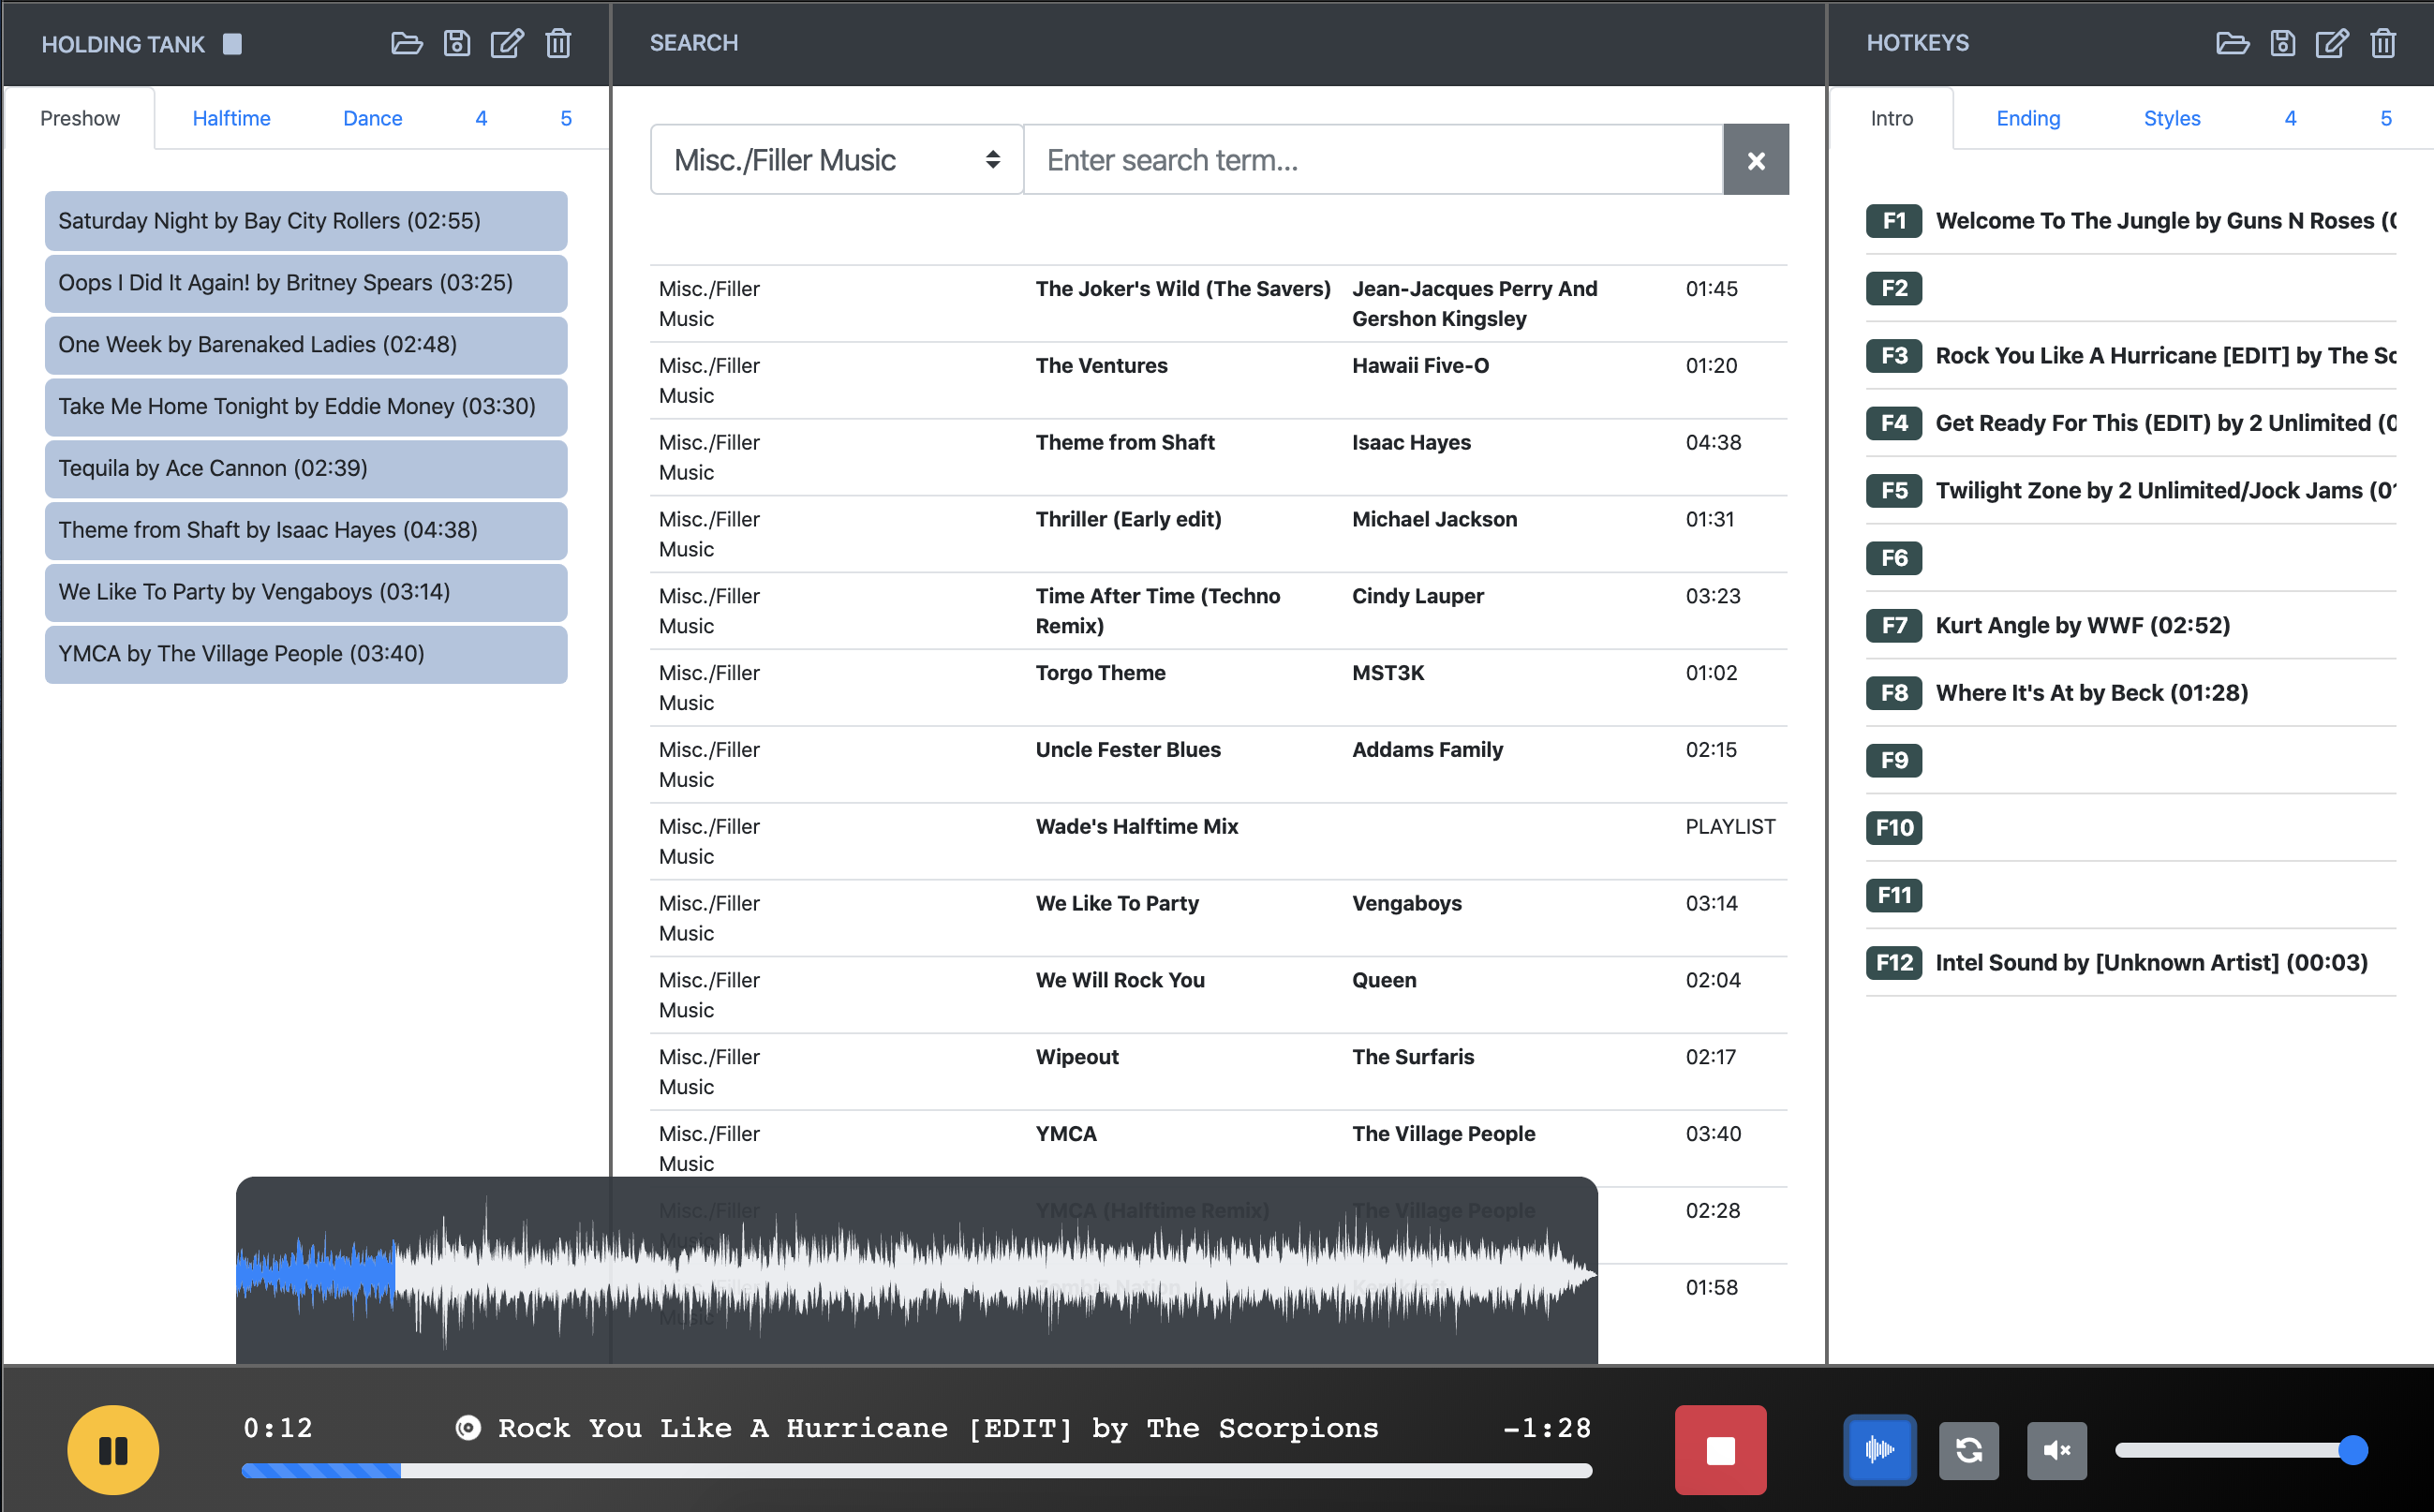 HOLDING TANK
Preshow Halftime Dance 4 5
Saturday Night by Bay City Rollers (02:55)
Oops I Did It Again! by Britney Spears (03:25)
One Week by Barenaked Ladies (02:48)
Take Me Home Tonight by Eddie Money (03:30)
Tequila by Ace Cannon (02:39)
Theme from Shaft by Isaac Hayes (04:38)
We Like To Party by Vengaboys (03:14)
YMCA by The Village People (03:40)
SEARCH
Misc./Filler Music Enter search term...
Misc./Filler The Joker's Wild (The Savers) Jean-Jacques Perry And 01:45
Music Gershon Kingsley
Misc./Filler The Ventures Hawaii Five-O 01:20
Music
Misc./Filler Theme from Shaft Isaac Hayes 04:38
Music
Misc./Filler Thriller (Early edit) Michael Jackson 01:31
Music
Misc./Filler Time After Time (Techno Cindy Lauper 03:23
Music Remix)
Misc./Filler Torgo Theme MST3K 01:02
Music
Misc./Filler Uncle Fester Blues Addams Family 02:15
Music
Misc./Filler Wade's Halftime Mix PLAYLIST
Music
Misc./Filler We Like To Party Vengaboys 03:14
Music
Misc./Filler We Will Rock You Queen 02:04
Music
Misc./Filler Wipeout The Surfaris 02:17
Music
Misc./Filler YMCA The Village People 03:40
Music
Misc./Filler YMCA (Halftime Remix) The Village People 02:28
Music
Misc./Filler Zombie Nation 01:58
Music
HOTKEYS
Intro Ending Styles 4 5
F1 Welcome To The Jungle by Guns N Roses (
F2
F3 Rock You Like A Hurricane [EDIT] by The Sc
F4 Get Ready For This (EDIT) by 2 Unlimited (0
F5 Twilight Zone by 2 Unlimited/Jock Jams (0
F6
F7 Kurt Angle by WWF (02:52)
F8 Where It's At by Beck (01:28)
F9
F10
F11
F12 Intel Sound by [Unknown Artist] (00:03)
0:12 Rock You Like A Hurricane [EDIT] by The Scorpions -1:28